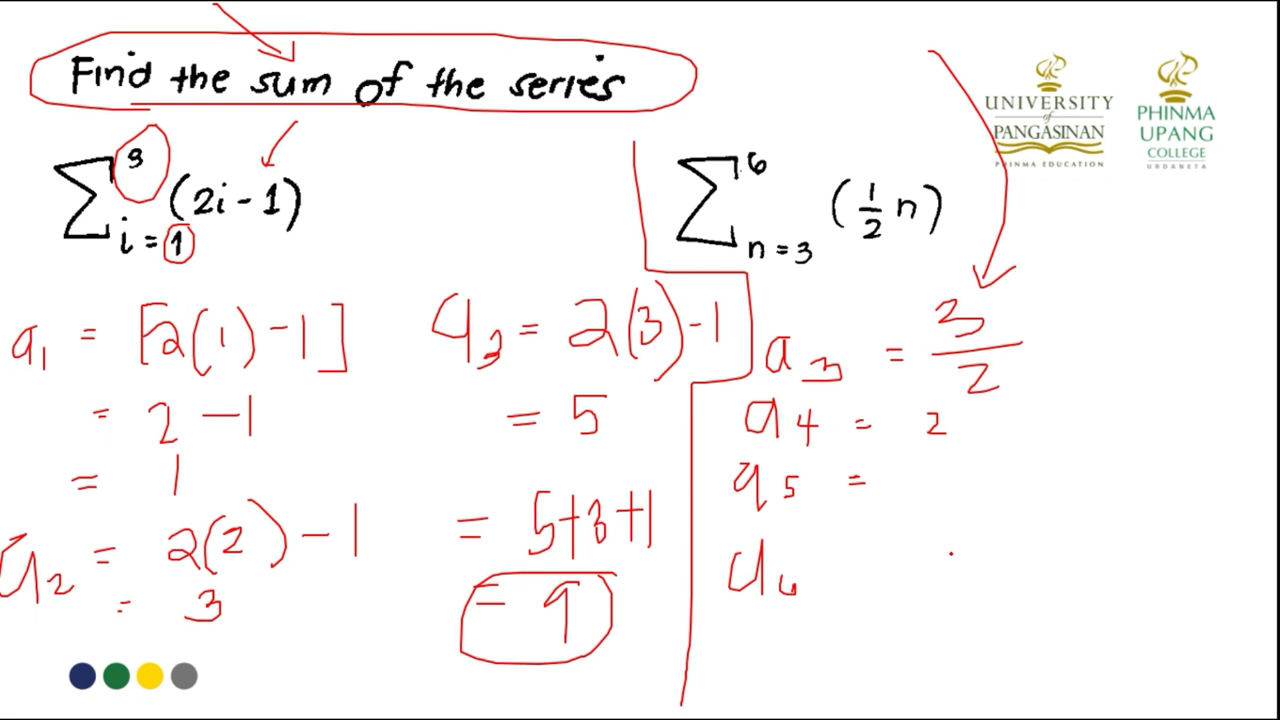 Find the sum of the series
3
∑ (2i - 1)
i = 1
6
∑ (1/2 n)
n = 3
a1 = [2(1) - 1]
= 2 - 1
= 1
a2 = 2(2) - 1
= 3
a3 = 2(3) - 1
= 5
= 5+3+1
= 9
a3 = 3/2
a4 = 2
a5 =
a6
UNIVERSITY
of
PANGASINAN
PHINMA EDUCATION
PHINMA
UPANG
COLLEGE
URDANETA